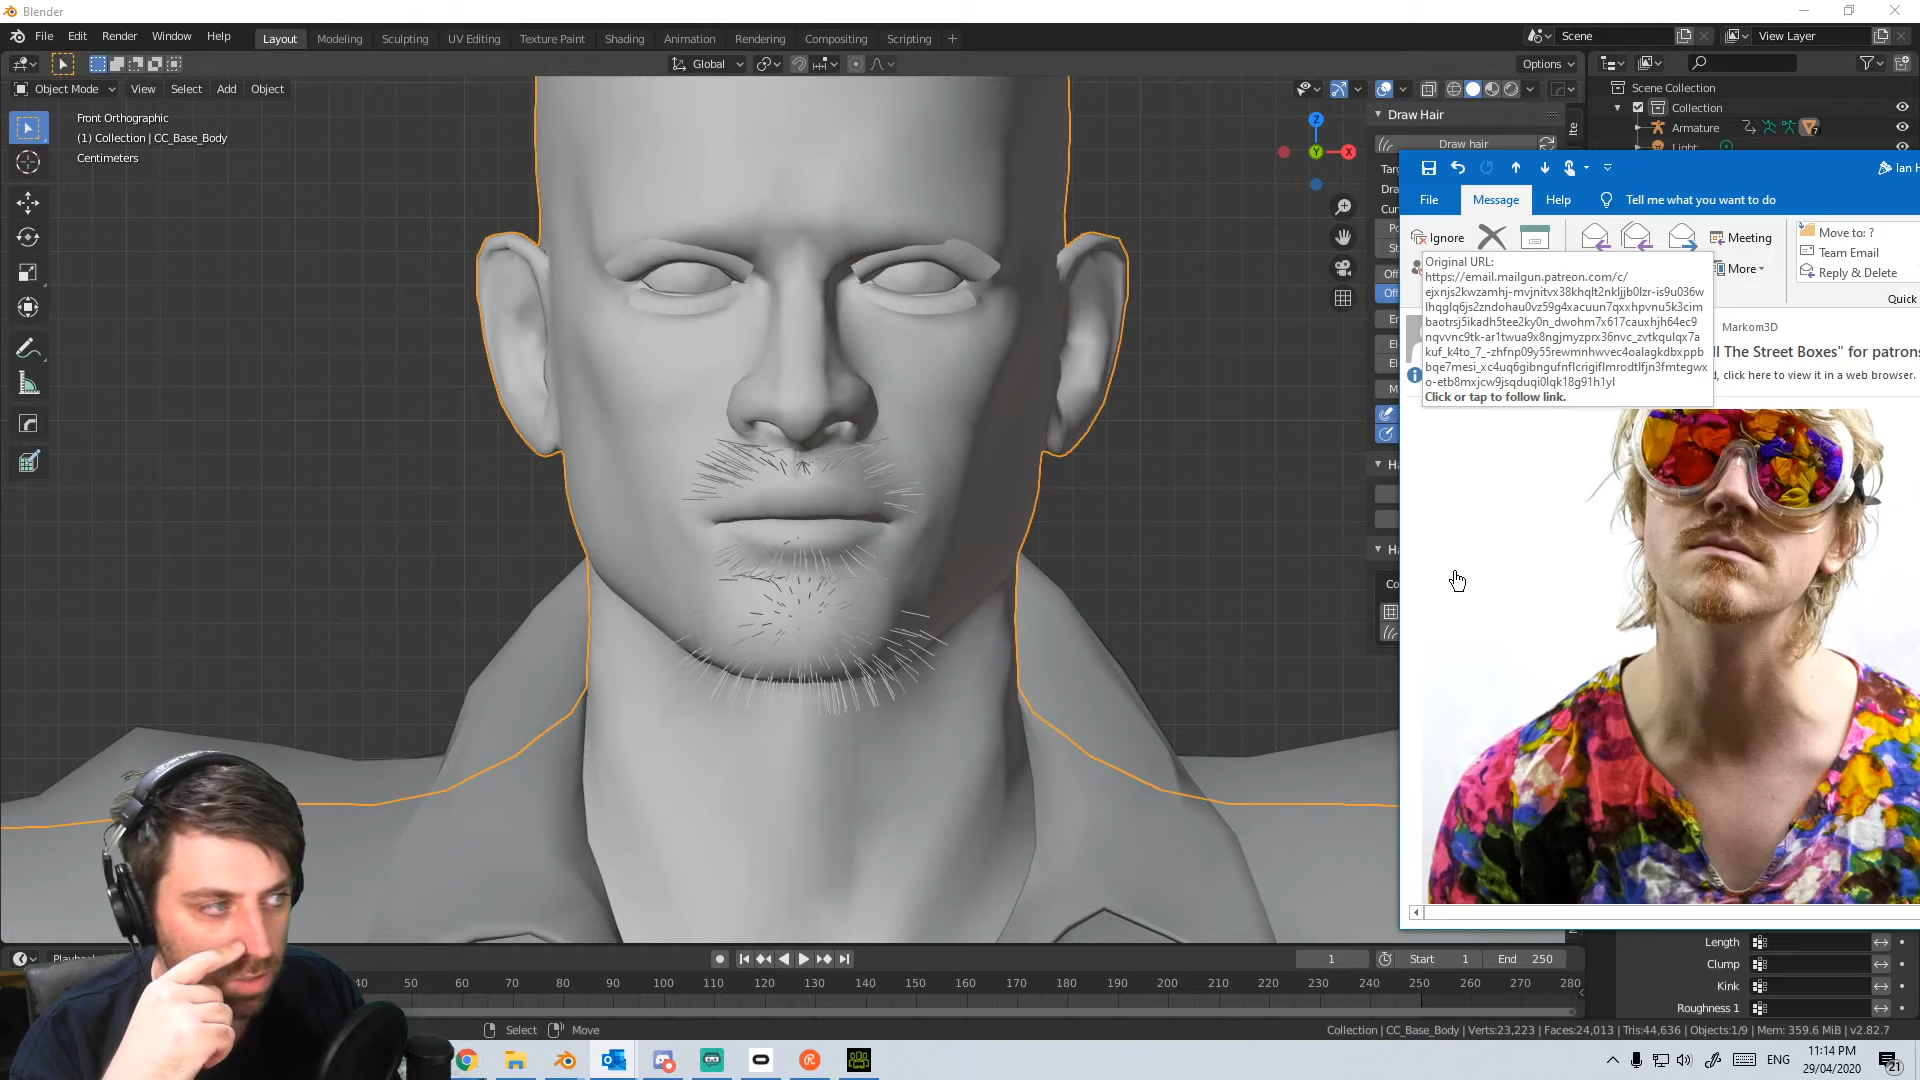 Blender
File Edit Render Window Help
Layout Modeling Sculpting UV Editing Texture Paint Shading Animation Rendering Compositing Scripting +
Scene
View Layer
Global
Options
Object Mode View Select Add Object
Front Orthographic
(1) Collection | CC_Base_Body
Centimeters
Z
Y
X
Draw Hair
Draw hair
Scene Collection
Collection
Armature
7
Light
Ian H
File Message Help Tell me what you want to do
Ignore
Meeting
More
Move to: ?
Team Email
Reply & Delete
Quick
Original URL:
https://email.mailgun.patreon.com/c/
ejxnjs2kwzamhj-mvjnitvx38khqlt2nkljjb0lzr-is9u036w
lhqglq6js2zndohau0vz59g4xacuun7qxxhpvnu5k3cim
baotrsj5ikadh5tee2ky0n_dwohm7x617cauxhjh64ec9
nqvvnc9tk-ar1twua9x8ngjmyzprx36nvc_zvtkqulqx7a
kuf_k4to_7_-zhfnp09y55rewmnhwvec4oalagkdbxppb
bqe7mesi_xc4uq6gibngufnflcrigiflmrodtlfjn3fmtegwx
o-etb8mxjcw9jsqduqi0lqk18g91h1yl
Click or tap to follow link.
Markom3D
ll The Street Boxes" for patrons
d, click here to view it in a web browser.
Length
Clump
Kink
Roughness 1
Playback
1
Start 1
End 250
40 50 60 70 80 90 100 110 120 130 140 150 160 170 180 190 200 210 220 230 240 250 260 270 280
Select Move
Collection | CC_Base_Body | Verts:23,223 | Faces:24,013 | Tris:44,636 | Objects:1/9 | Mem: 359.6 MiB | v2.82.7
ENG
11:14 PM
29/04/2020
21